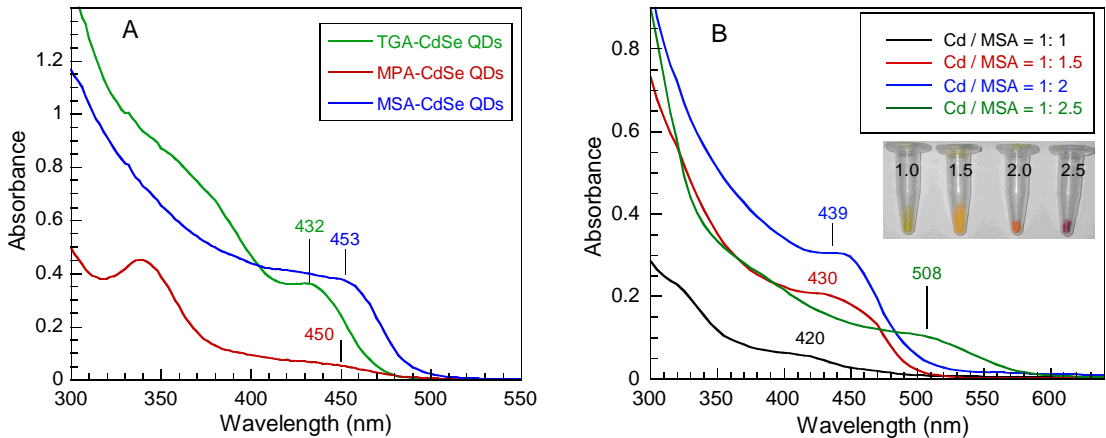 A
TGA-CdSe QDs
MPA-CdSe QDs
MSA-CdSe QDs
432
453
450
Absorbance
0
0.2
0.4
0.6
0.8
1
1.2
300
350
400
450
500
550
Wavelength (nm)
B
Cd / MSA = 1: 1
Cd / MSA = 1: 1.5
Cd / MSA = 1: 2
Cd / MSA = 1: 2.5
1.0
1.5
2.0
2.5
439
430
508
420
Absorbance
0
0.2
0.4
0.6
0.8
300
350
400
450
500
600
Wavelength (nm)